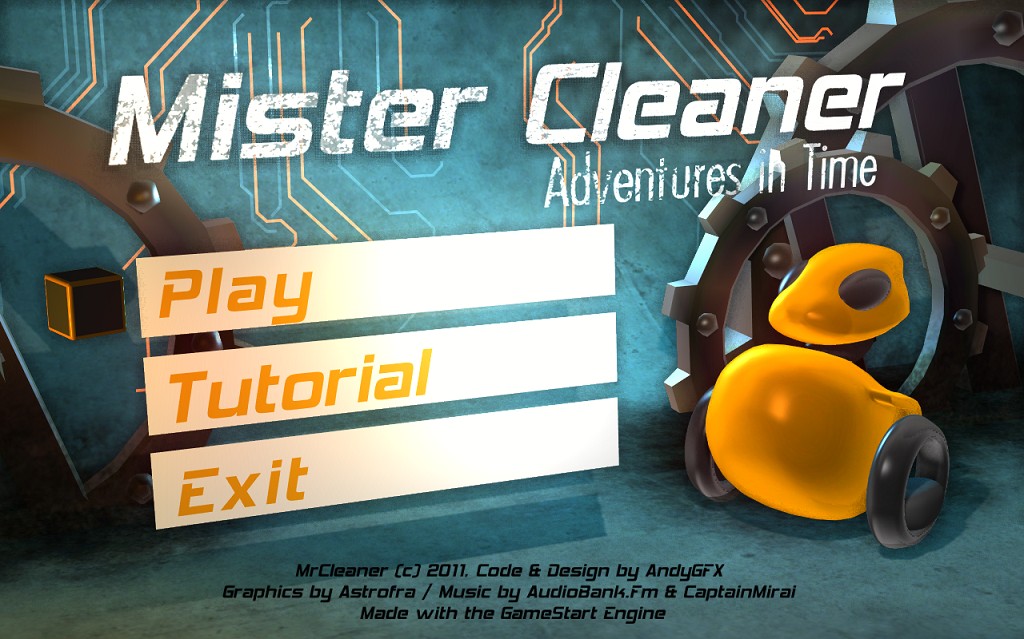 Mister Cleaner
Adventures in Time
Play
Tutorial
Exit
MrCleaner (c) 2011, Code & Design by AndyGFX
Graphics by Astrofra / Music by AudioBank.Fm & CaptainMirai
Made with the GameStart Engine